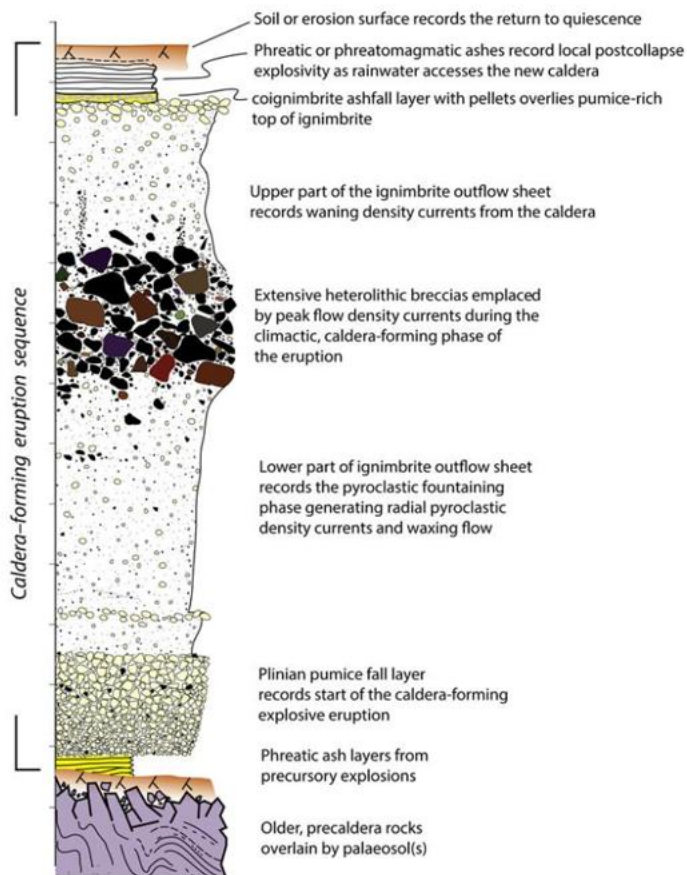 Soil or erosion surface records the return to quiescence
Phreatic or phreatomagmatic ashes record local postcollapse
explosivity as rainwater accesses the new caldera
coignimbrite ashfall layer with pellets overlies pumice-rich
top of ignimbrite
Upper part of the ignimbrite outflow sheet
records waning density currents from the caldera
Extensive heterolithic breccias emplaced
by peak flow density currents during the
climactic, caldera-forming phase of
the eruption
Caldera–forming eruption sequence
Lower part of ignimbrite outflow sheet
records the pyroclastic fountaining
phase generating radial pyroclastic
density currents and waxing flow
Plinian pumice fall layer
records start of the caldera-forming
explosive eruption
Phreatic ash layers from
precursory explosions
Older, precaldera rocks
overlain by palaeosol(s)